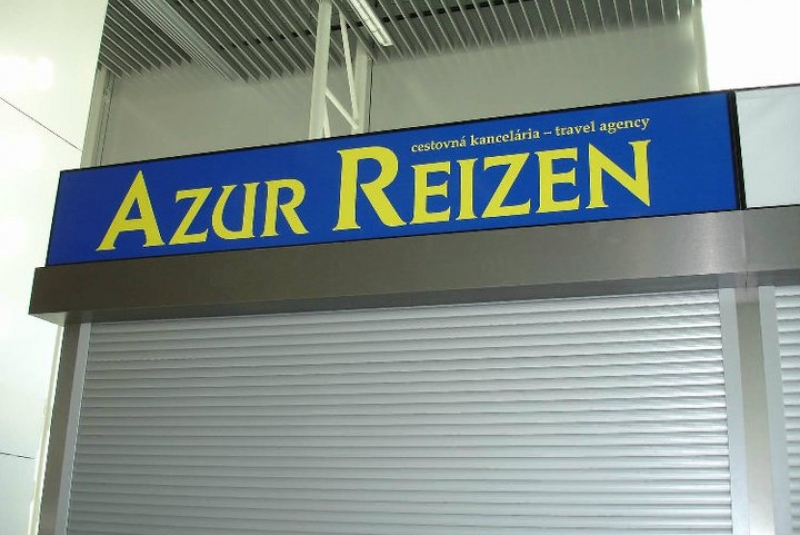 cestovná kancelária – travel agency
AZUR REIZEN